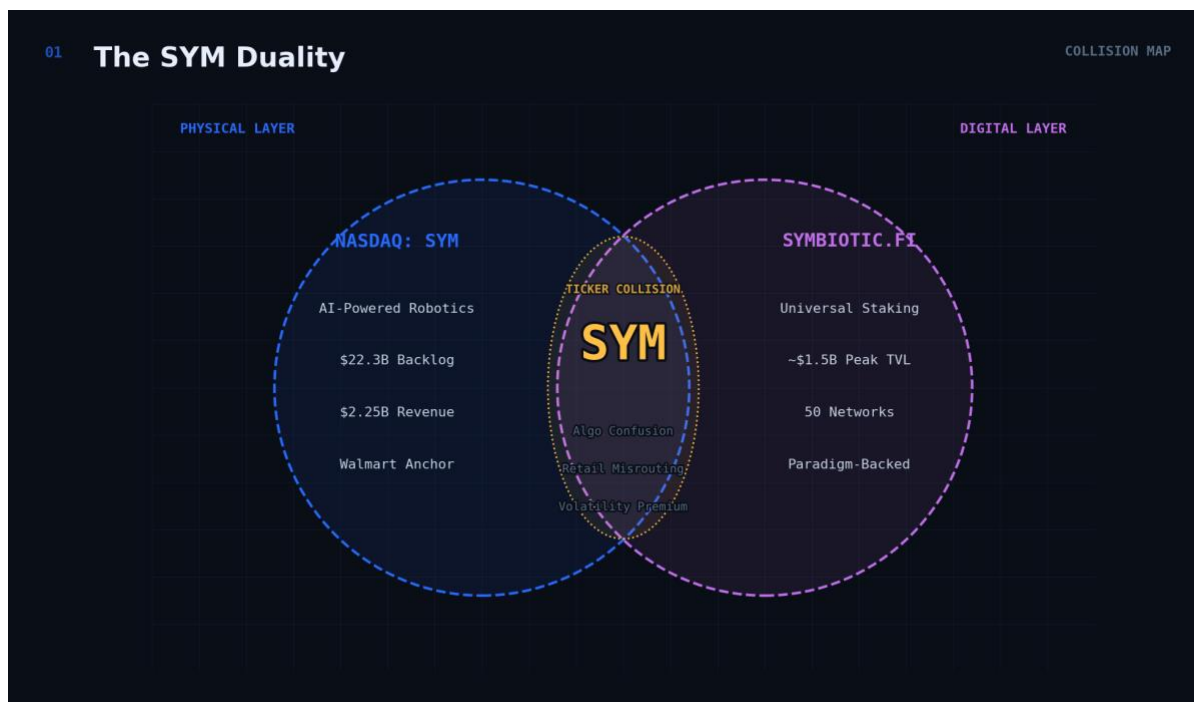 01
The SYM Duality
COLLISION MAP
PHYSICAL LAYER
DIGITAL LAYER
NASDAQ: SYM
AI-Powered Robotics
$22.3B Backlog
$2.25B Revenue
Walmart Anchor
TICKER COLLISION
SYM
Algo Confusion
Retail Misrouting
Volatility Premium
SYMBIOTIC.FI
Universal Staking
~$1.5B Peak TVL
50 Networks
Paradigm-Backed